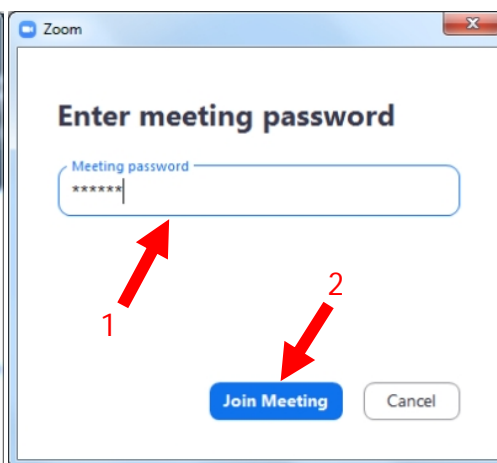 Zoom
Enter meeting password
Meeting password
******
1
2
Join Meeting
Cancel